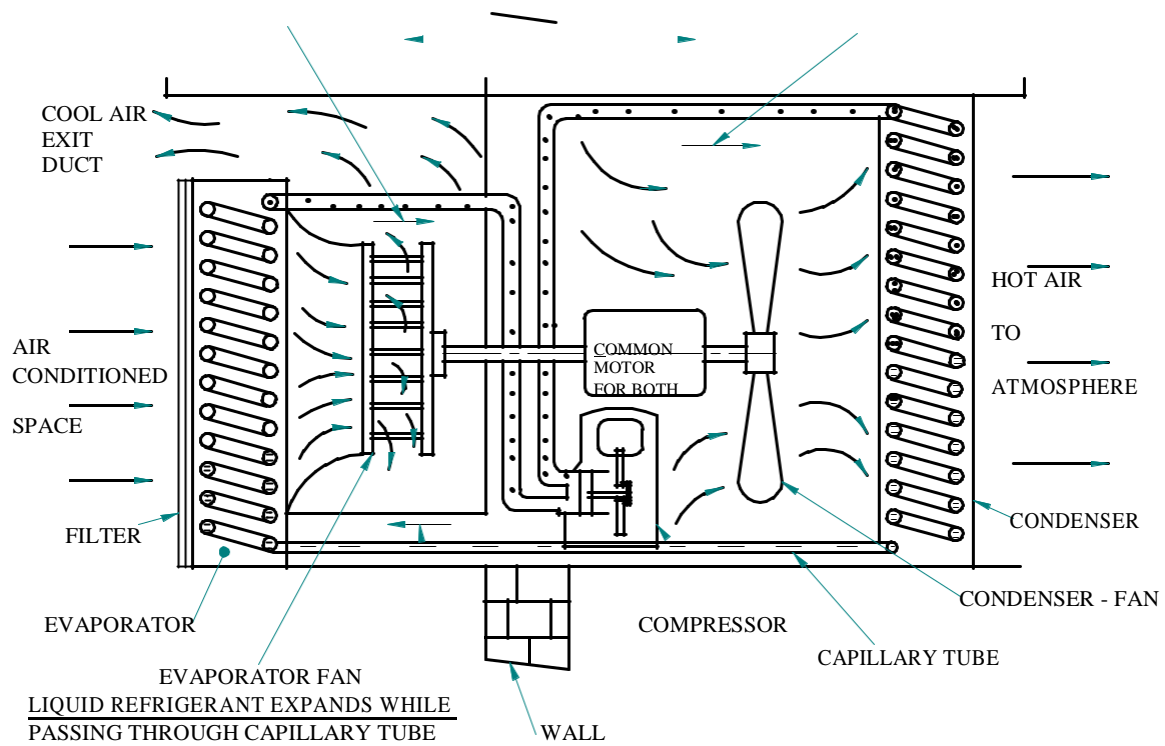 COOL AIR
EXIT
DUCT
AIR
CONDITIONED
SPACE
FILTER
EVAPORATOR
EVAPORATOR FAN
LIQUID REFRIGERANT EXPANDS WHILE
PASSING THROUGH CAPILLARY TUBE
WALL
COMMON
MOTOR
FOR BOTH
COMPRESSOR
CAPILLARY TUBE
CONDENSER - FAN
CONDENSER
HOT AIR
TO
ATMOSPHERE